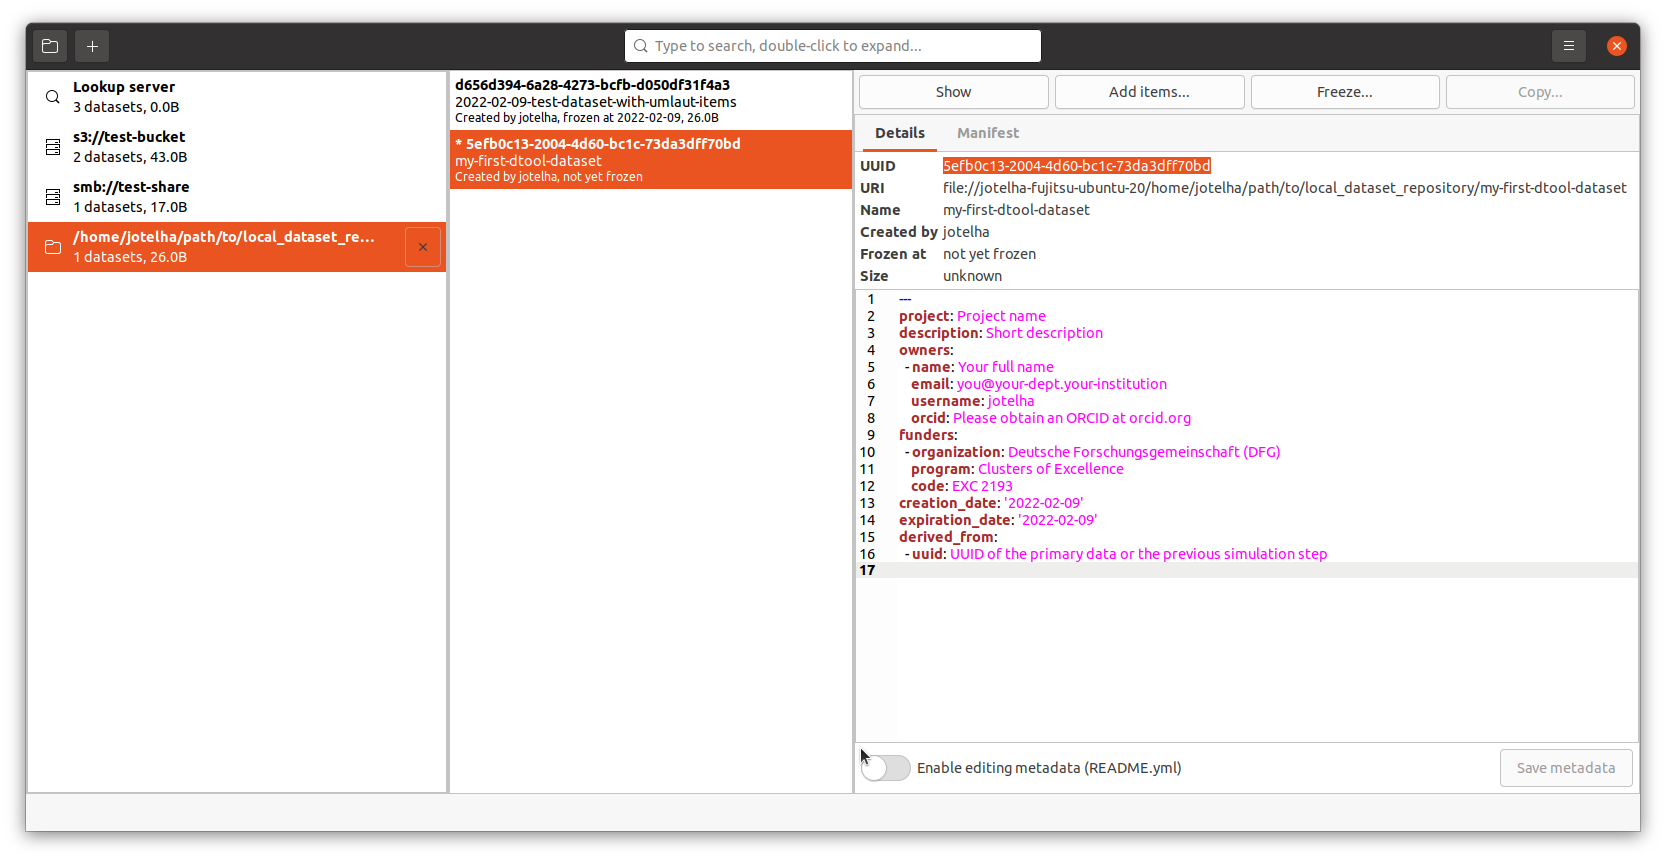 Type to search, double-click to expand...
Lookup server
3 datasets, 0.0B
s3://test-bucket
2 datasets, 43.0B
smb://test-share
1 datasets, 17.0B
/home/jotelha/path/to/local_dataset_re...
1 datasets, 26.0B
d656d394-6a28-4273-bcfb-d050df31f4a3
2022-02-09-test-dataset-with-umlaut-items
Created by jotelha, frozen at 2022-02-09, 26.0B
* 5efb0c13-2004-4d60-bc1c-73da3dff70bd
my-first-dtool-dataset
Created by jotelha, not yet frozen
Show
Add items...
Freeze...
Copy...
Details
Manifest
UUID 5efb0c13-2004-4d60-bc1c-73da3dff70bd
URI file://jotelha-fujitsu-ubuntu-20/home/jotelha/path/to/local_dataset_repository/my-first-dtool-dataset
Name my-first-dtool-dataset
Created by jotelha
Frozen at not yet frozen
Size unknown
1 ---
2 project: Project name
3 description: Short description
4 owners:
5 - name: Your full name
6 email: you@your-dept.your-institution
7 username: jotelha
8 orcid: Please obtain an ORCID at orcid.org
9 funders:
10 - organization: Deutsche Forschungsgemeinschaft (DFG)
11 program: Clusters of Excellence
12 code: EXC 2193
13 creation_date: '2022-02-09'
14 expiration_date: '2022-02-09'
15 derived_from:
16 - uuid: UUID of the primary data or the previous simulation step
17
Enable editing metadata (README.yml)
Save metadata